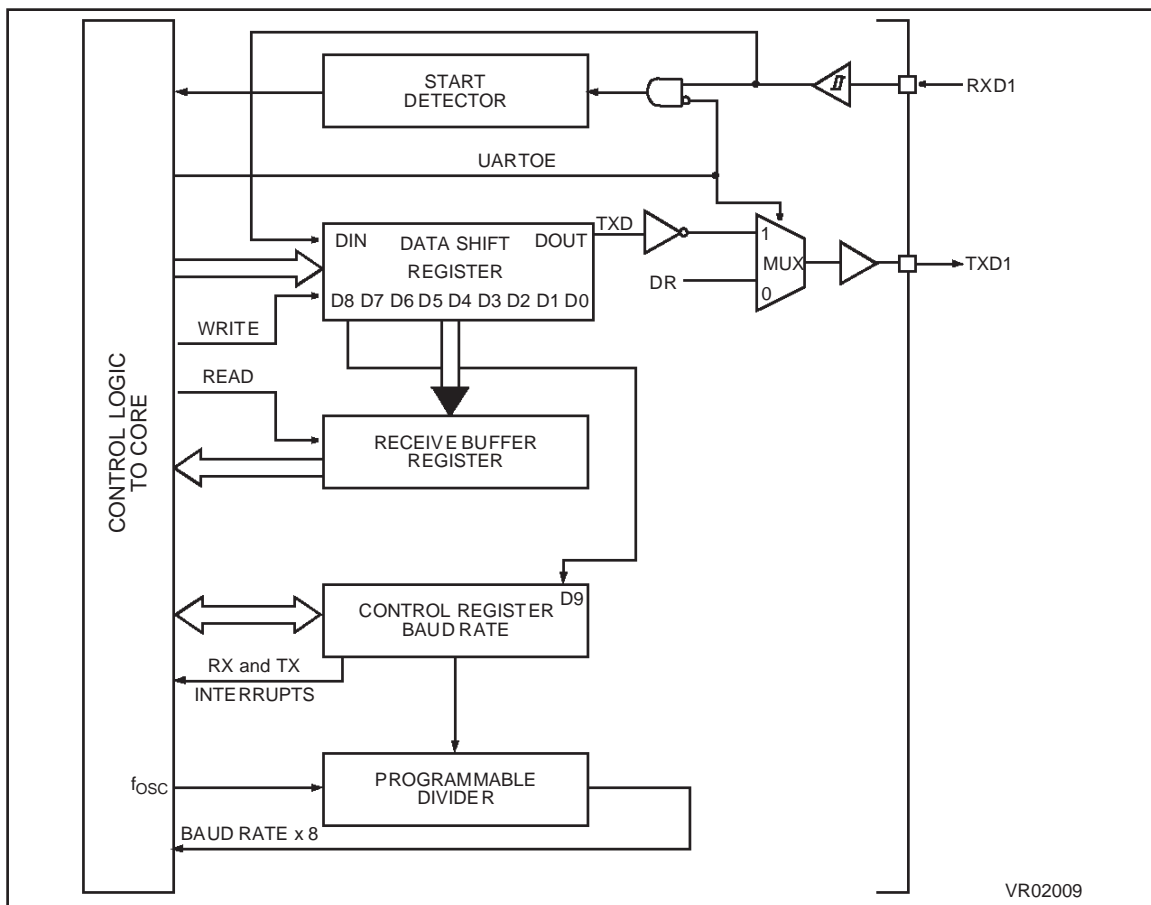 START
DETECTOR
RXD1
UARTOE
TXD
DIN
DATA SHIFT
REGISTER
DOUT
D8 D7 D6 D5 D4 D3 D2 D1 D0
1
MUX
0
DR
TXD1
WRITE
READ
CONTROL LOGIC
TO CORE
RECEIVE BUFFER
REGISTER
D9
CONTROL REGISTER
BAUD RATE
RX and TX
INTERRUPTS
fOSC
PROGRAMMABLE
DIVIDER
BAUD RATE x 8
VR02009